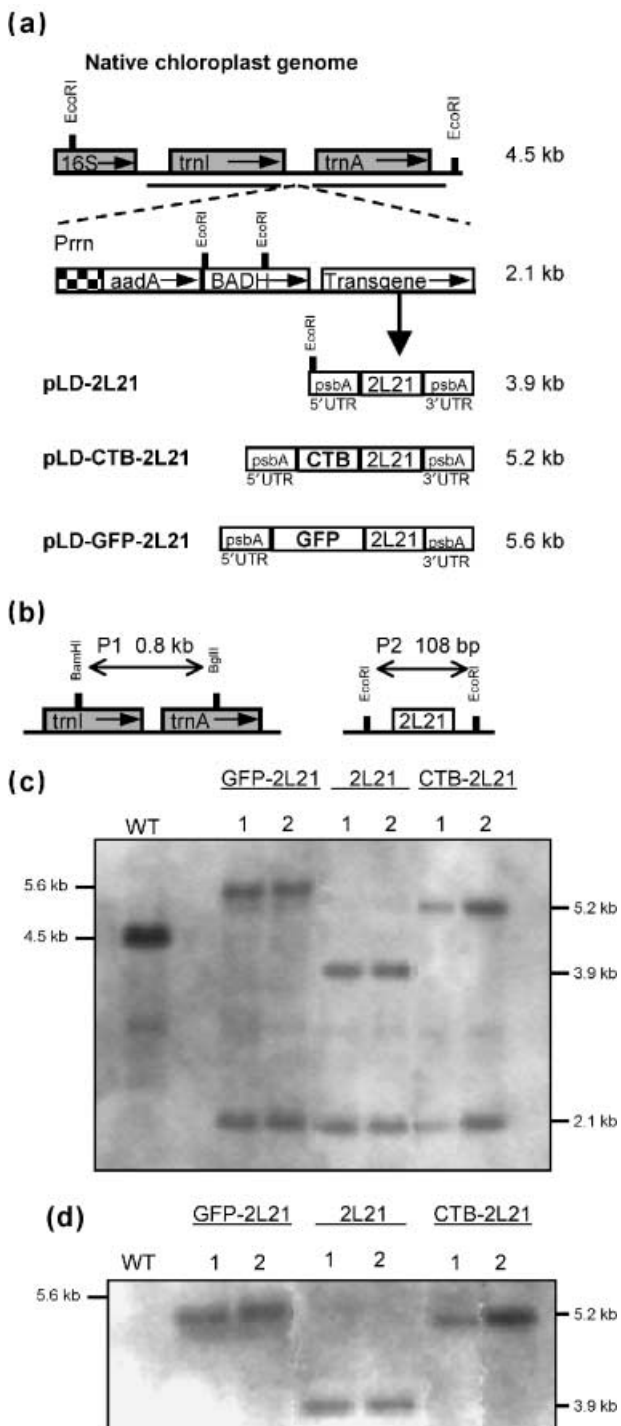 (a)
Native chloroplast genome
EcoRI
EcoRI
16S trnI trnA 4.5 kb
Prrn
EcoRI
EcoRI
aadA BADH Transgene 2.1 kb
EcoRI
pLD-2L21 psbA 2L21 psbA 3.9 kb
5'UTR 3'UTR
pLD-CTB-2L21 psbA CTB 2L21 psbA 5.2 kb
5'UTR 3'UTR
pLD-GFP-2L21 psbA GFP 2L21 psbA 5.6 kb
5'UTR 3'UTR
(b)
BamHI P1 0.8 kb BglII
EcoRI P2 108 bp EcoRI
trnI trnA 2L21
(c)
GFP-2L21 2L21 CTB-2L21
WT 1 2 1 2 1 2
5.6 kb
5.2 kb
4.5 kb
3.9 kb
2.1 kb
(d)
GFP-2L21 2L21 CTB-2L21
WT 1 2 1 2 1 2
5.6 kb
5.2 kb
3.9 kb